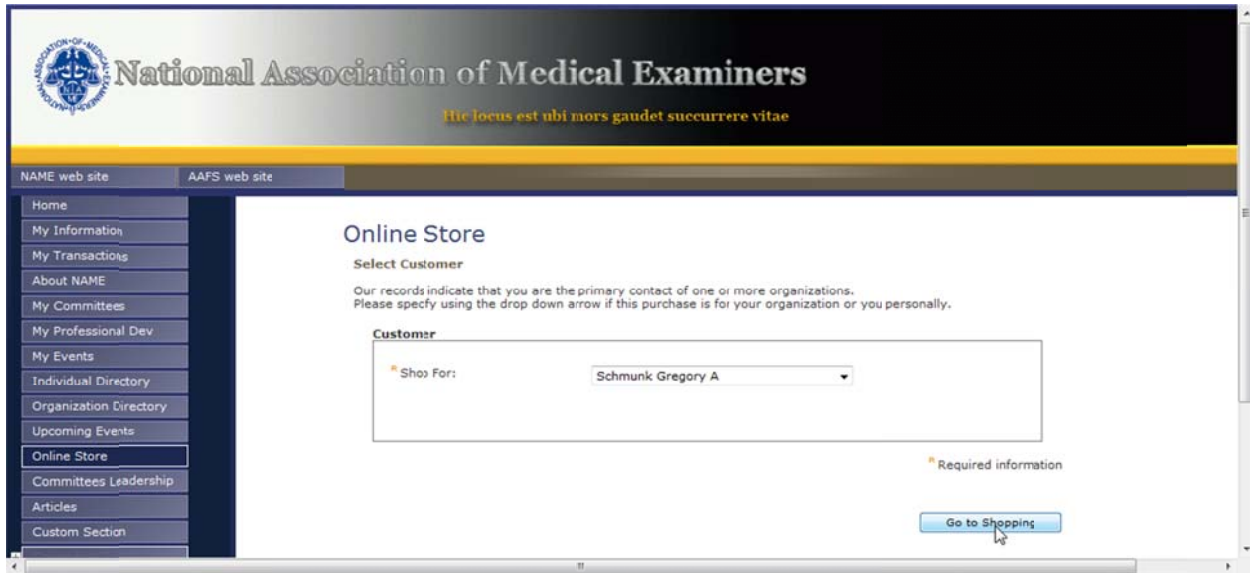 National Association of Medical Examiners
Hic locus est ubi mors gaudet succurrere vitae
NAME web site
AAFS web site
Home
My Information
My Transactions
About NAME
My Committees
My Professional Dev
My Events
Individual Directory
Organization Directory
Upcoming Events
Online Store
Committees Leadership
Articles
Custom Section
Online Store
Select Customer
Our records indicate that you are the primary contact of one or more organizations.
Please specfy using the drop down arrow if this purchase is for your organization or you personally.
Customer
R Shop For:
Schmunk Gregory A
R Required information
Go to Shopping